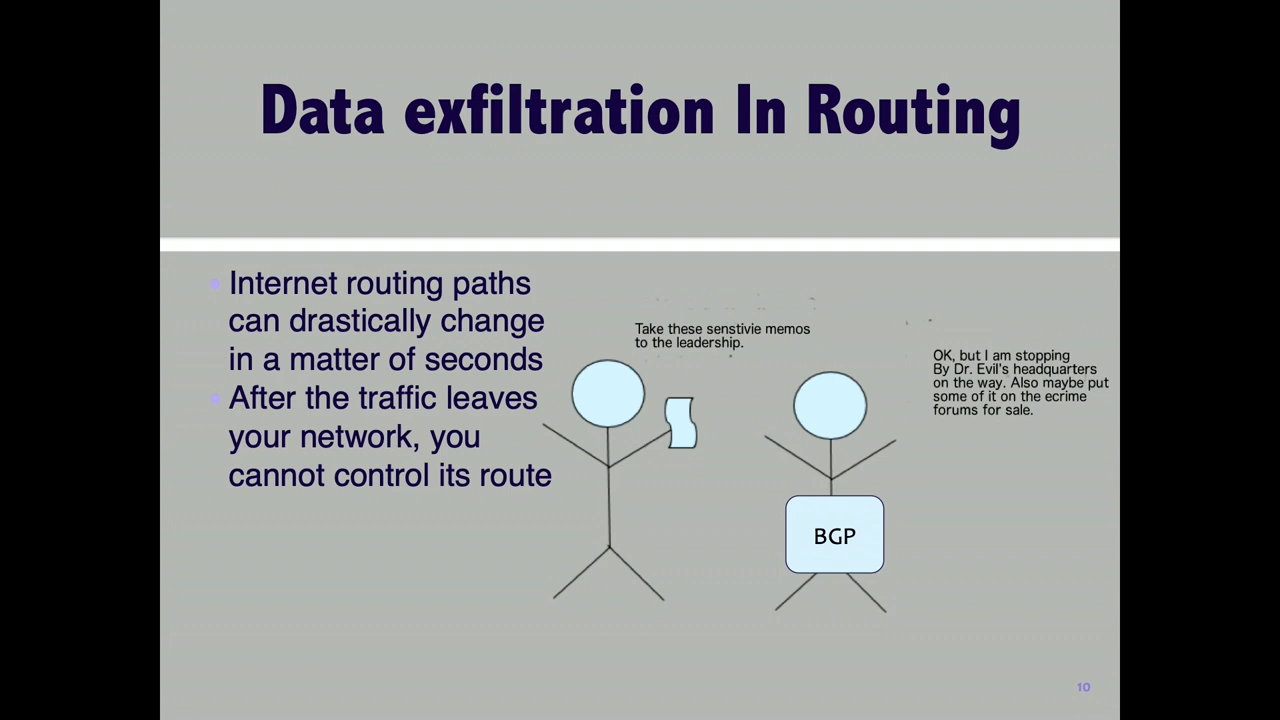 Data exfiltration In Routing
Internet routing paths
can drastically change
in a matter of seconds
After the traffic leaves
your network, you
cannot control its route
Take these senstivie memos
to the leadership.
OK, but I am stopping
By Dr. Evil's headquarters
on the way. Also maybe put
some of it on the ecrime
forums for sale.
BGP
10